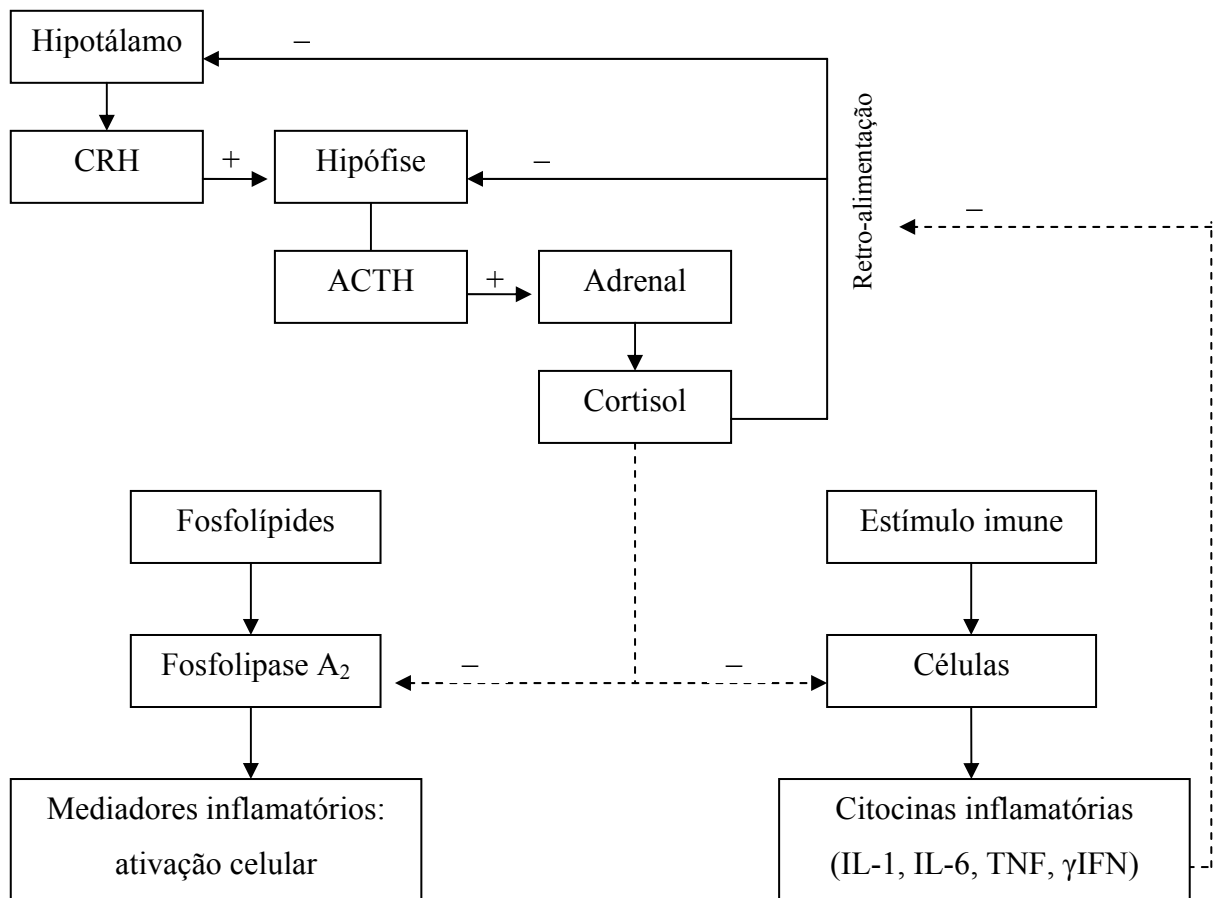 Hipotálamo
–
CRH
+
Hipófise
–
Retro-alimentação
–
ACTH
+
Adrenal
Cortisol
Fosfolípides
Estímulo imune
Fosfolipase A₂
–
–
Células
Mediadores inflamatórios:
ativação celular
Citocinas inflamatórias
(IL-1, IL-6, TNF, γIFN)